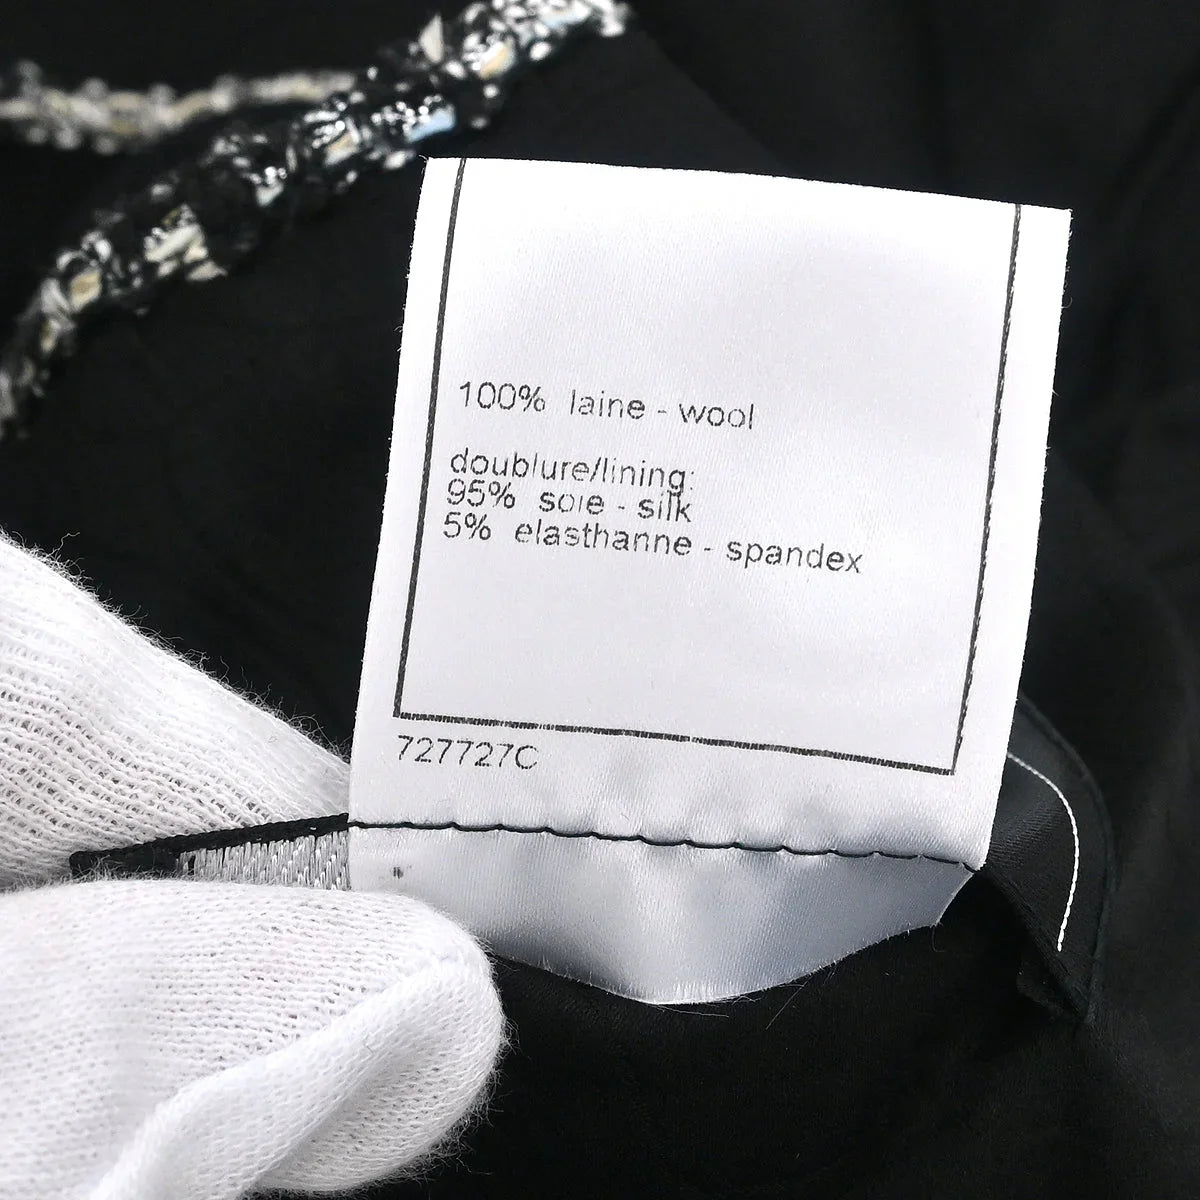 100% laine - wool
doublure/lining:
95% soie - silk
5% elasthanne - spandex
727727C